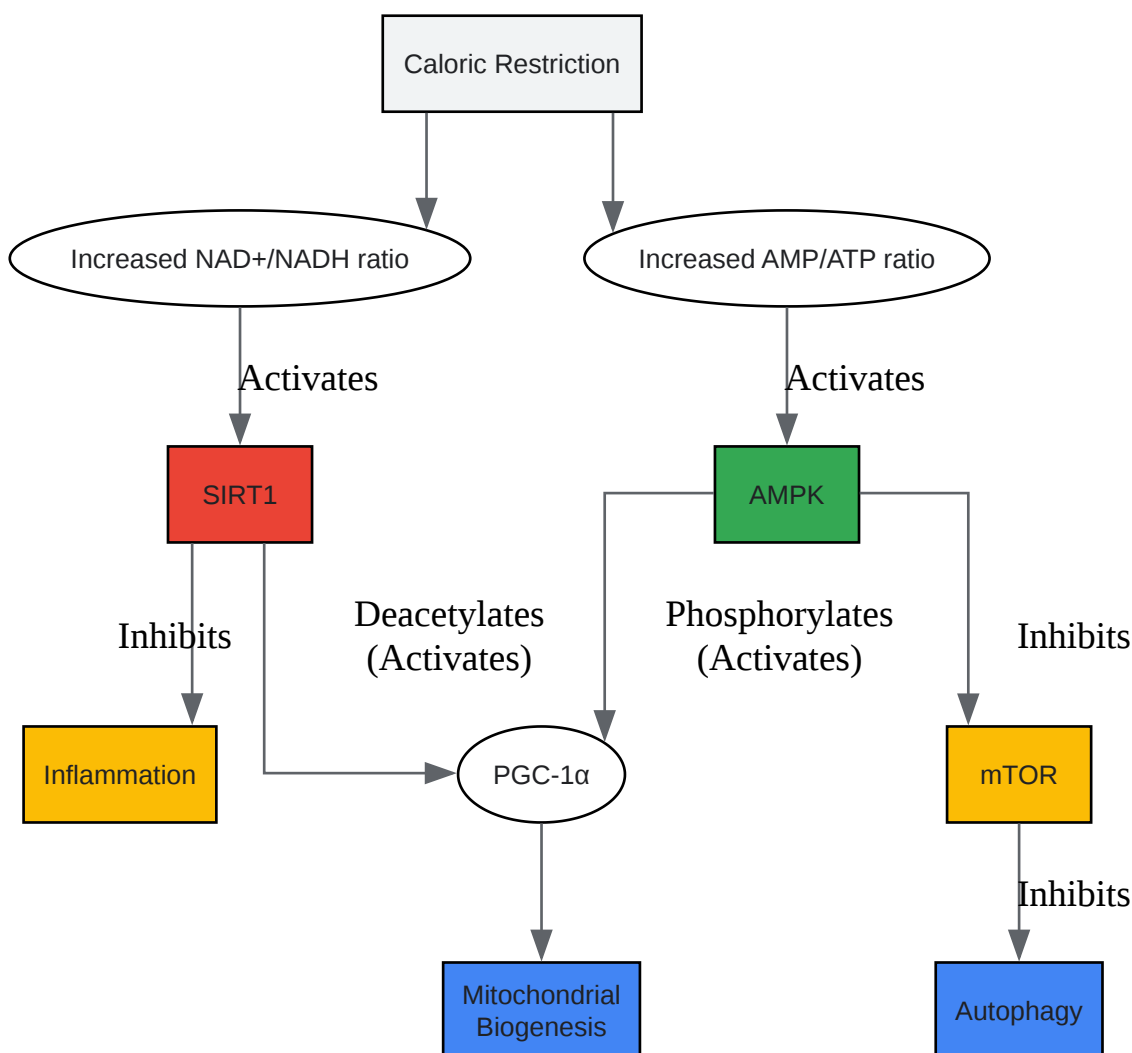 Caloric Restriction
Increased NAD+/NADH ratio
Increased AMP/ATP ratio
Activates
Activates
SIRT1
AMPK
Inhibits
Deacetylates
(Activates)
Phosphorylates
(Activates)
Inhibits
Inflammation
PGC-1α
mTOR
Inhibits
Mitochondrial
Biogenesis
Autophagy